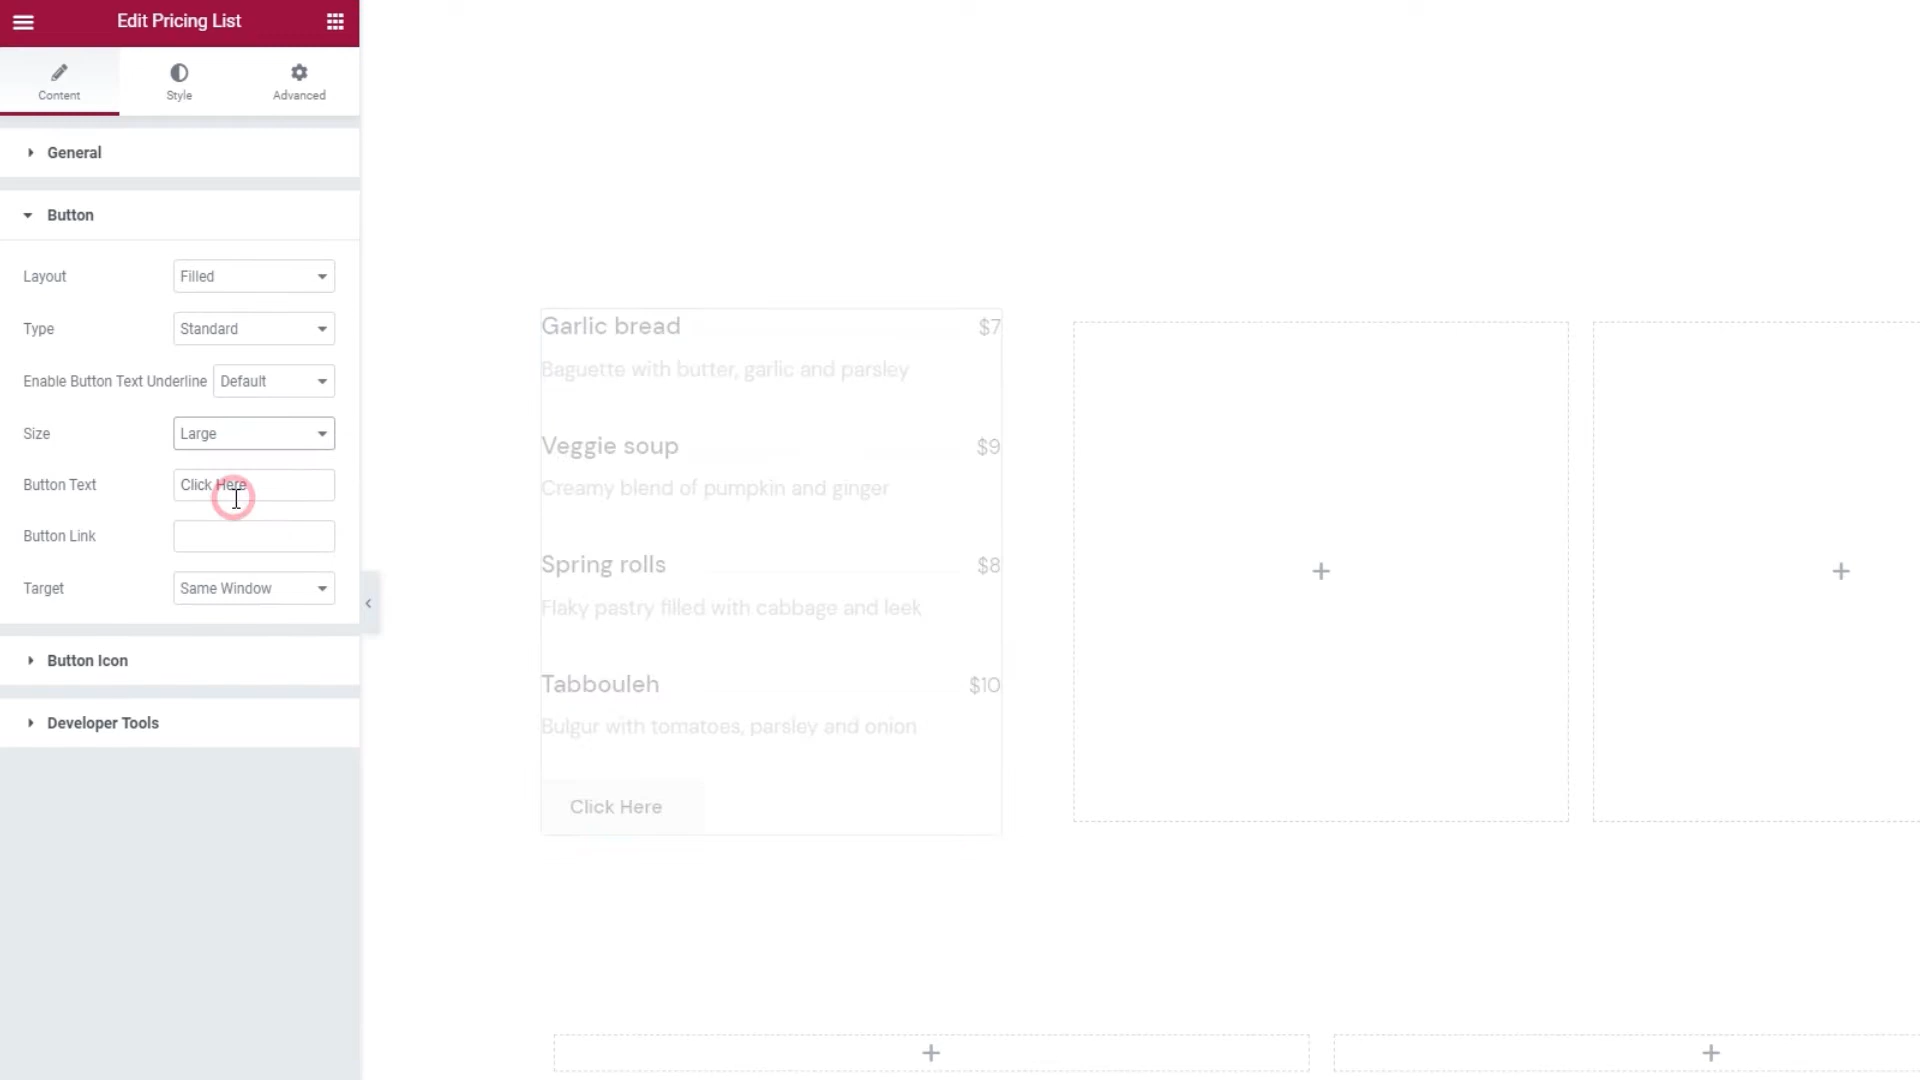 Edit Pricing List
Content
Style
Advanced
General
Button
Layout
Filled
Type
Standard
Enable Button Text Underline
Default
Size
Large
Button Text
Click Here
Button Link
Target
Same Window
Button Icon
Developer Tools
Garlic bread $7
Baguette with butter, garlic and parsley
Veggie soup $9
Creamy blend of pumpkin and ginger
Spring rolls $8
Flaky pastry filled with cabbage and leek
Tabbouleh $10
Bulgur with tomatoes, parsley and onion
Click Here